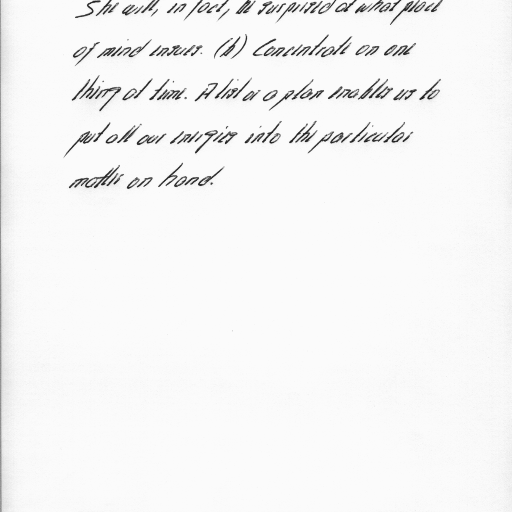 She will, in fact, be surprised at what peace
of mind ensues. (h) Concentrate on one
thing at time. A list or a plan enables us to
put all our energies into the particular
matter on hand.